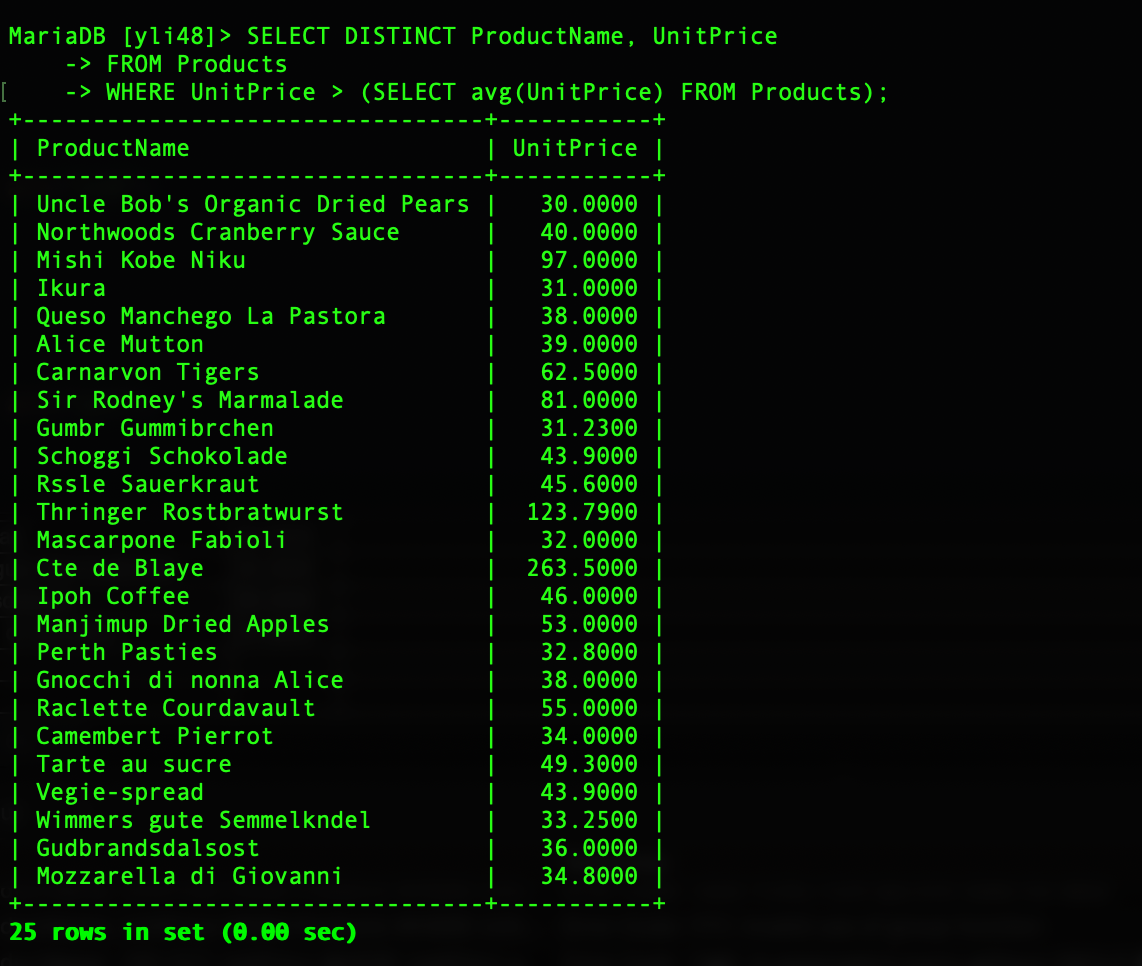 MariaDB [yli48]> SELECT DISTINCT ProductName, UnitPrice
    -> FROM Products
[    -> WHERE UnitPrice > (SELECT avg(UnitPrice) FROM Products);
+---------------------------------+-----------+
| ProductName                     | UnitPrice |
+---------------------------------+-----------+
| Uncle Bob's Organic Dried Pears |   30.0000 |
| Northwoods Cranberry Sauce      |   40.0000 |
| Mishi Kobe Niku                 |   97.0000 |
| Ikura                           |   31.0000 |
| Queso Manchego La Pastora       |   38.0000 |
| Alice Mutton                    |   39.0000 |
| Carnarvon Tigers                |   62.5000 |
| Sir Rodney's Marmalade          |   81.0000 |
| Gumbr Gummibrchen               |   31.2300 |
| Schoggi Schokolade              |   43.9000 |
| Rssle Sauerkraut                |   45.6000 |
| Thringer Rostbratwurst          |  123.7900 |
| Mascarpone Fabioli              |   32.0000 |
| Cte de Blaye                    |  263.5000 |
| Ipoh Coffee                     |   46.0000 |
| Manjimup Dried Apples           |   53.0000 |
| Perth Pasties                   |   32.8000 |
| Gnocchi di nonna Alice          |   38.0000 |
| Raclette Courdavault            |   55.0000 |
| Camembert Pierrot               |   34.0000 |
| Tarte au sucre                  |   49.3000 |
| Vegie-spread                    |   43.9000 |
| Wimmers gute Semmelkndel        |   33.2500 |
| Gudbrandsdalsost                |   36.0000 |
| Mozzarella di Giovanni          |   34.8000 |
+---------------------------------+-----------+
25 rows in set (0.00 sec)